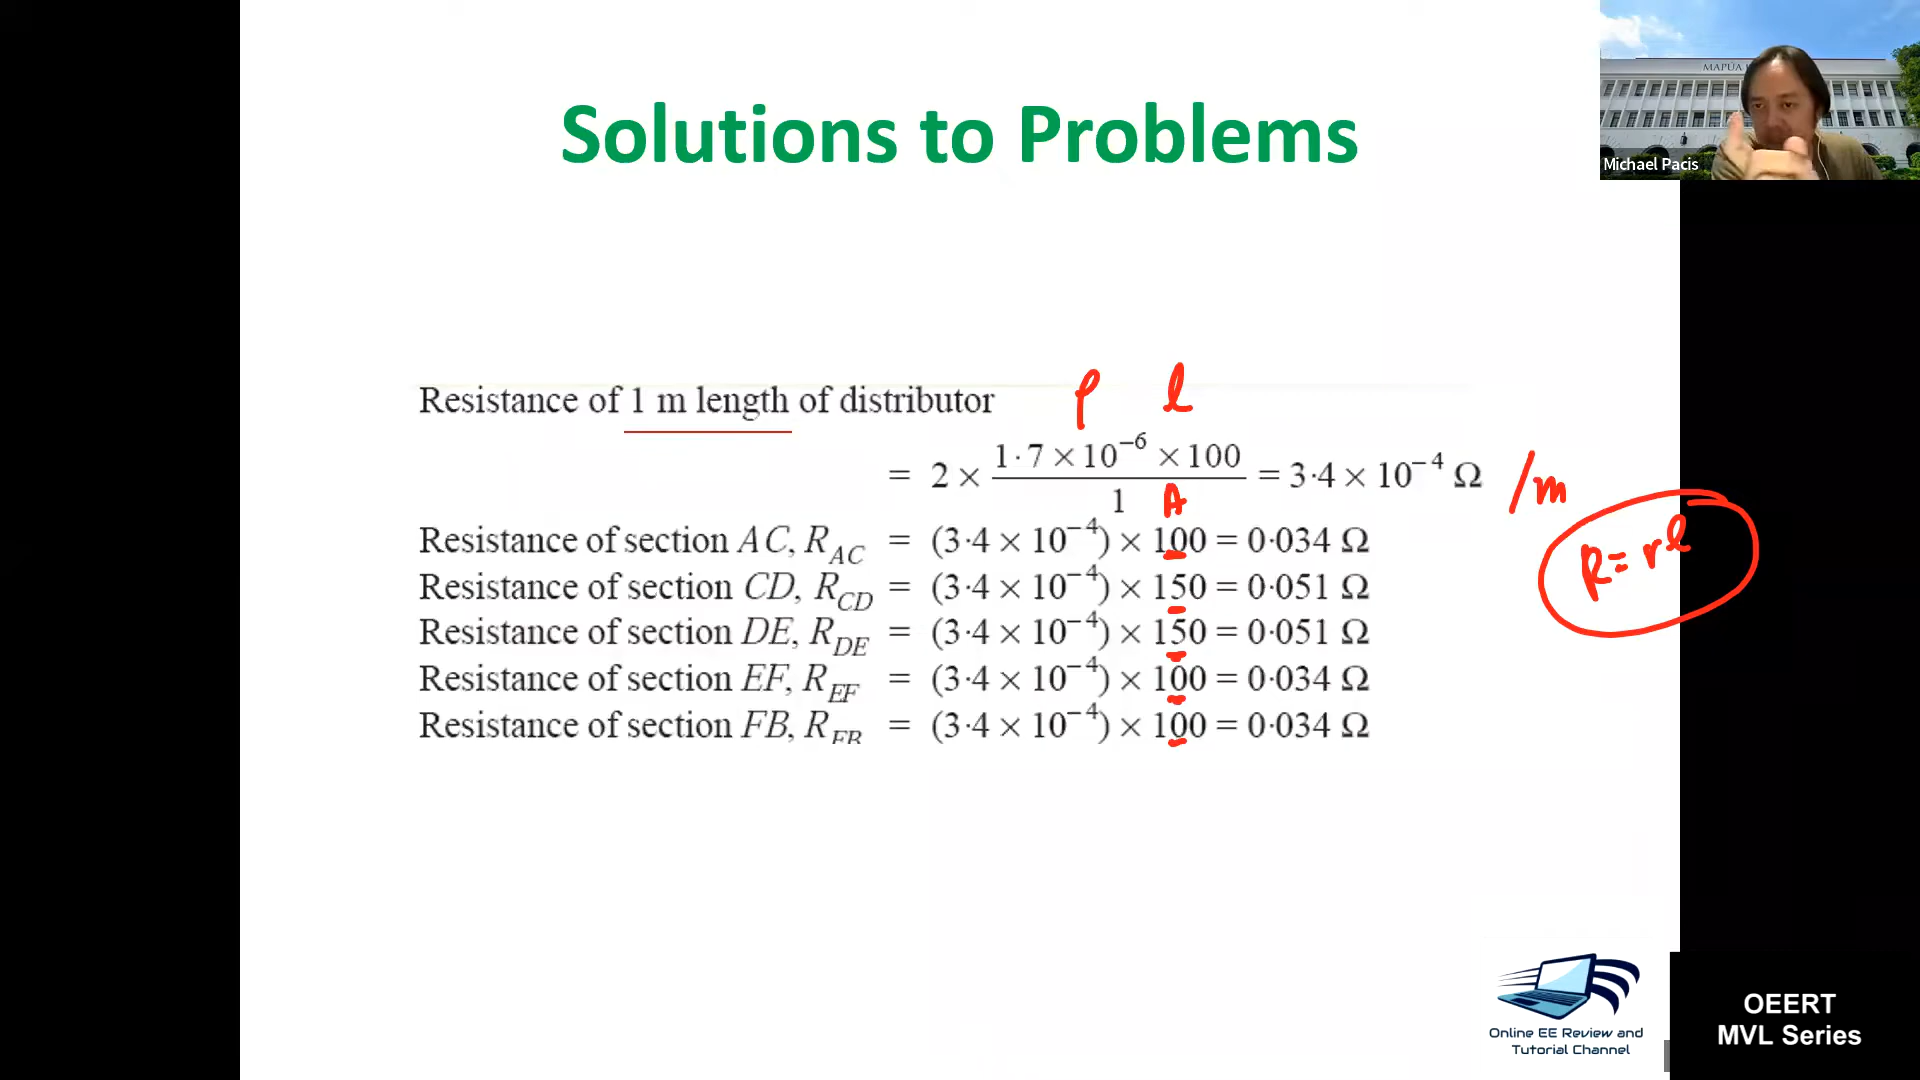 Solutions to Problems
MAPÚA
Michael Pacis
ρ l
Resistance of 1 m length of distributor
= 2 × 1·7 × 10⁻⁶ × 100 / 1 = 3·4 × 10⁻⁴ Ω /m
A
R = rl
Resistance of section AC, R_AC = (3·4 × 10⁻⁴) × 100 = 0·034 Ω
Resistance of section CD, R_CD = (3·4 × 10⁻⁴) × 150 = 0·051 Ω
Resistance of section DE, R_DE = (3·4 × 10⁻⁴) × 150 = 0·051 Ω
Resistance of section EF, R_EF = (3·4 × 10⁻⁴) × 100 = 0·034 Ω
Resistance of section FB, R_FB = (3·4 × 10⁻⁴) × 100 = 0·034 Ω
Online EE Review and
Tutorial Channel
OEERT
MVL Series